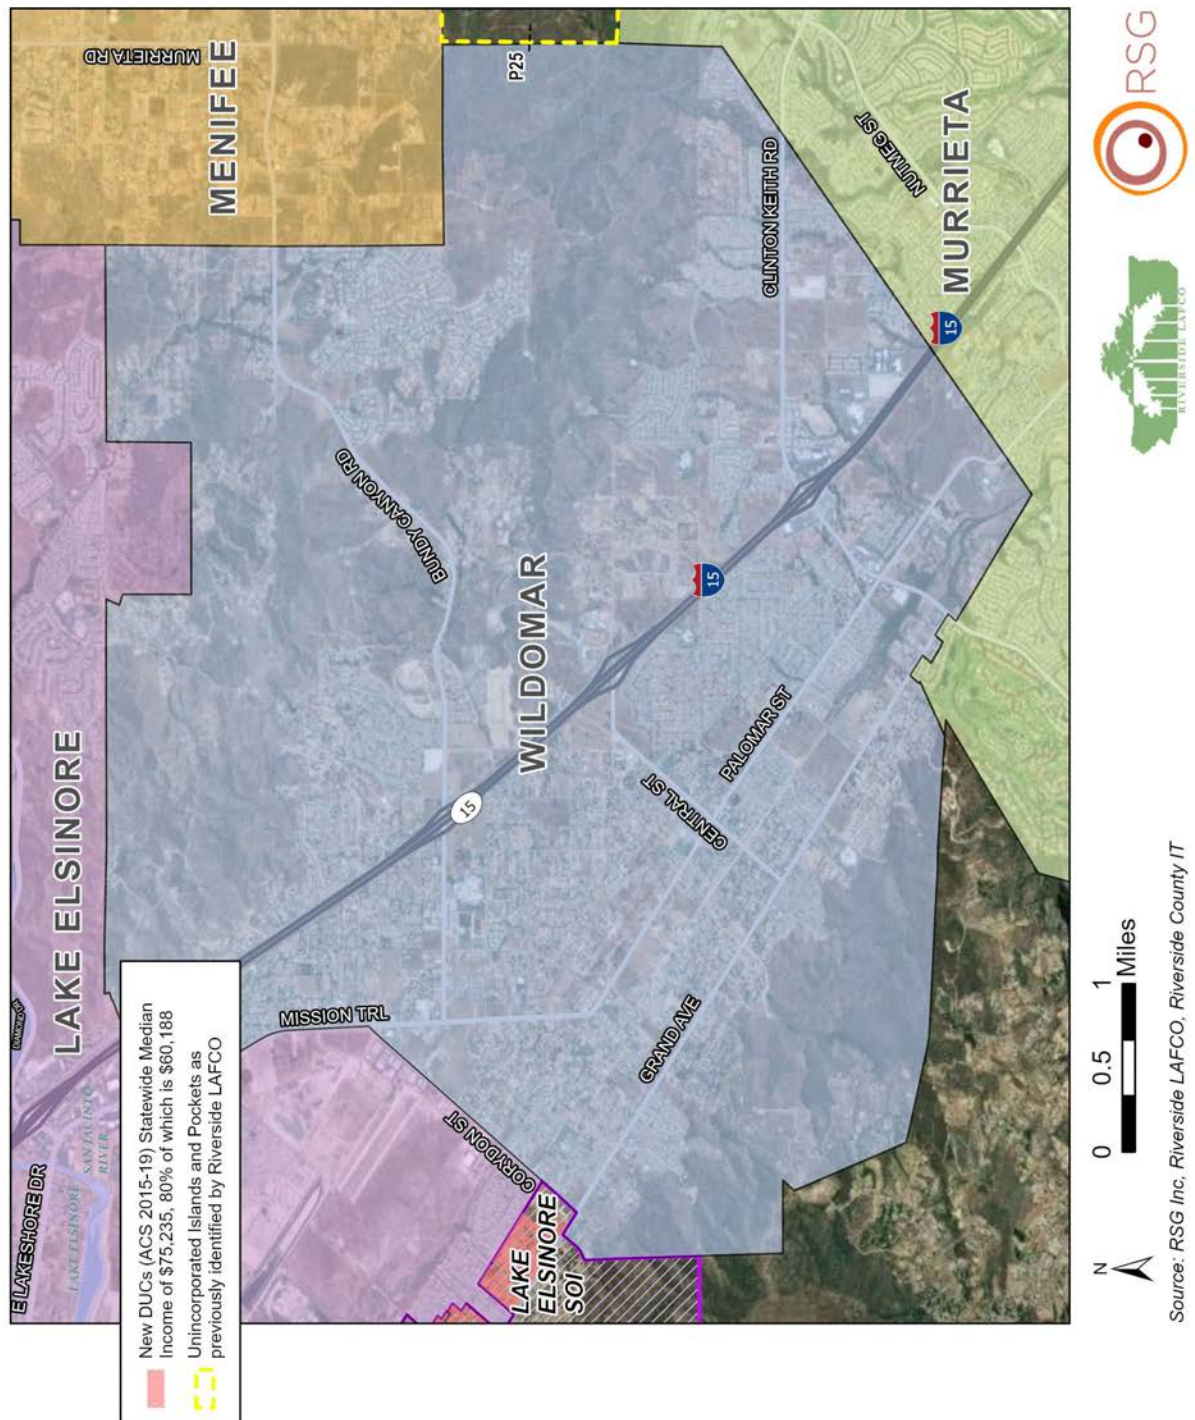 LAKE ELSINORE
MENIFEE
MURRIETA RD
DIAMOND DR
E LAKESHORE DR
LAKE ELSINORE
SAN JACINTO
RIVER
New DUCs (ACS 2015-19) Statewide Median
Income of $75,235, 80% of which is $60,188
Unincorporated Islands and Pockets as
previously identified by Riverside LAFCO
MISSION TRL
BUNDY CANYON RD
15
P25
WILDOMAR
CORYDON ST
LAKE
ELSINORE
SOI
CENTRAL ST
15
PALOMAR ST
GRAND AVE
CLINTON KEITH RD
NUTMEG ST
15
MURRIETA
N
0 0.5 1
Miles
RIVERSIDE LAFCO
RSG
Source: RSG Inc, Riverside LAFCO, Riverside County IT